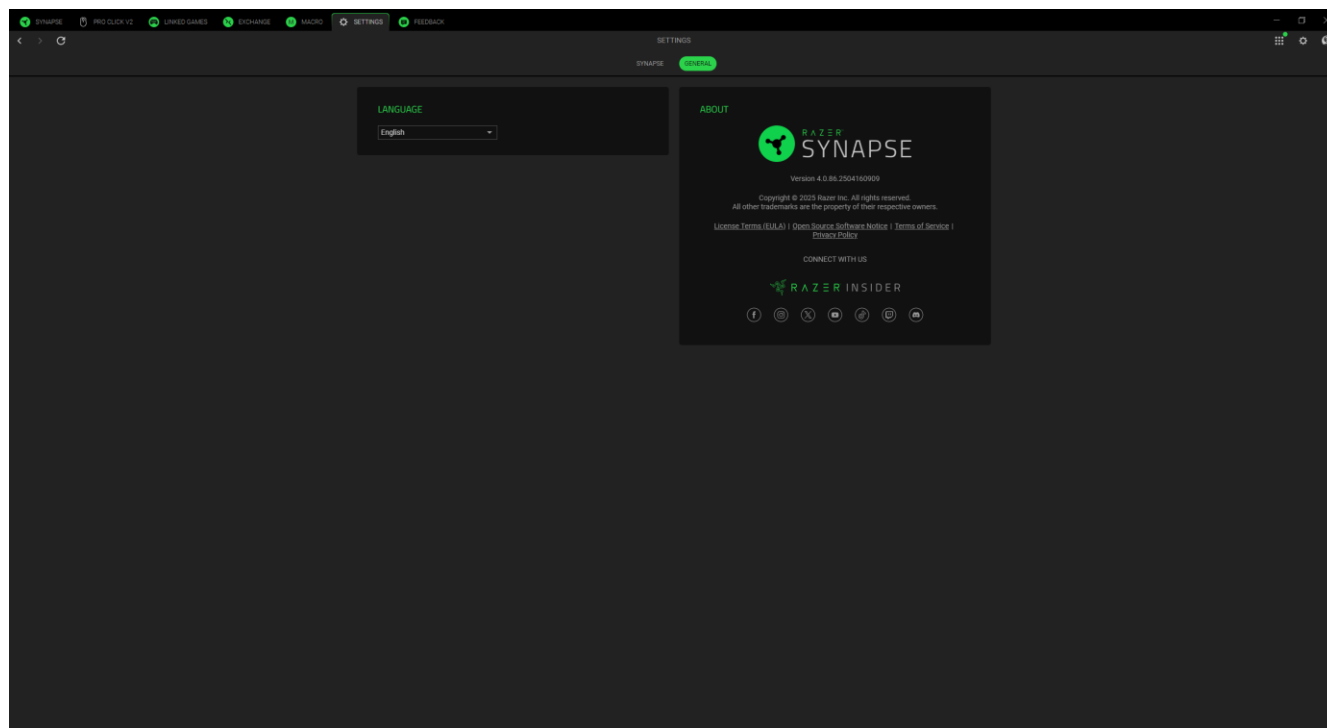 SYNAPSE
PRO CLICK V2
LINKED GAMES
EXCHANGE
MACRO
SETTINGS
FEEDBACK
SETTINGS
SYNAPSE
GENERAL
LANGUAGE
English
ABOUT
RAZER
SYNAPSE
Version 4.0.86.2504160909
Copyright © 2025 Razer Inc. All rights reserved.
All other trademarks are the property of their respective owners.
License Terms (EULA) | Open Source Software Notice | Terms of Service |
Privacy Policy
CONNECT WITH US
RAZER INSIDER